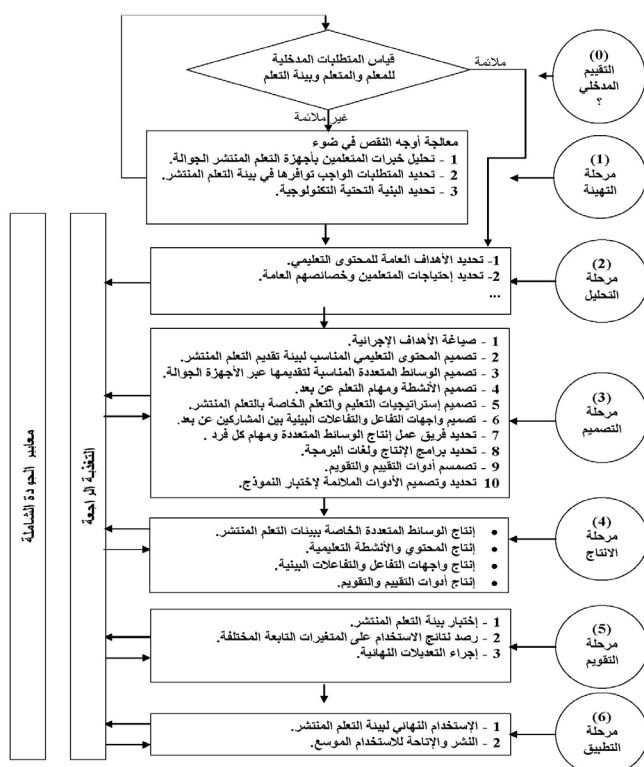 (0)
التقييم
المدخلي
؟
قياس المتطلبات المدخلية
للمعلم والمتعلم وبيئة التعلم
ملائمة
غير ملائمة
(1)
مرحلة
التهيئة
معالجة أوجه النقص في ضوء
1 - تحليل خبرات المتعلمين بأجهزة التعلم المنتشر الجوالة.
2 - تحديد المتطلبات الواجب توافرها في بيئة التعلم المنتشر.
3 - تحديد البنية التحتية التكنولوجية.
(2)
مرحلة
التحليل
1- تحديد الأهداف العامة للمحتوى التعليمي.
2- تحديد إحتياجات المتعلمين وخصائصهم العامة.
...
(3)
مرحلة
التصميم
1 - صياغة الأهداف الإجرائية.
2 - تصميم المحتوى التعليمي المناسب لبيئة تقديم التعلم المنتشر.
3 - تصميم الوسائط المتعددة المناسبة لتقديمها عبر الأجهزة الجوالة.
4 - تصميم الأنشطة ومهام التعلم عن بعد.
5 - تصميم إستراتيجيات التعليم والتعلم الخاصة بالتعلم المنتشر.
6 - تصميم واجهات التفاعل والتفاعلات البينية بين المشاركين عن بعد.
7 - تحديد فريق عمل إنتاج الوسائط المتعددة ومهام كل فرد .
8 - تحديد برامج الإنتاج ولغات البرمجة.
9 - تصمسم أدوات التقييم والتقويم.
10 تحديد وتصميم الأدوات الملائمة لإختبار النموذج.
(4)
مرحلة
الانتاج
• إنتاج الوسائط المتعددة الخاصة ببيئات التعلم المنتشر.
• إنتاج المحتوي والأنشطة التعليمية.
• إنتاج واجهات التفاعل والتفاعلات البينية.
• إنتاج أدوات التقييم والتقويم.
(5)
مرحلة
التقويم
1 - إختبار بيئة التعلم المنتشر.
2 - رصد نتائج الاستخدام على المتغيرات التابعة المختلفة.
3 - إجراء التعديلات النهائية.
(6)
مرحلة
التطبيق
1 - الإستخدام النهائي لبيئة التعلم المنتشر.
2 - النشر والإتاحة للاستخدام الموسع.
التغذية الراجعة
معايير الجودة الشاملة